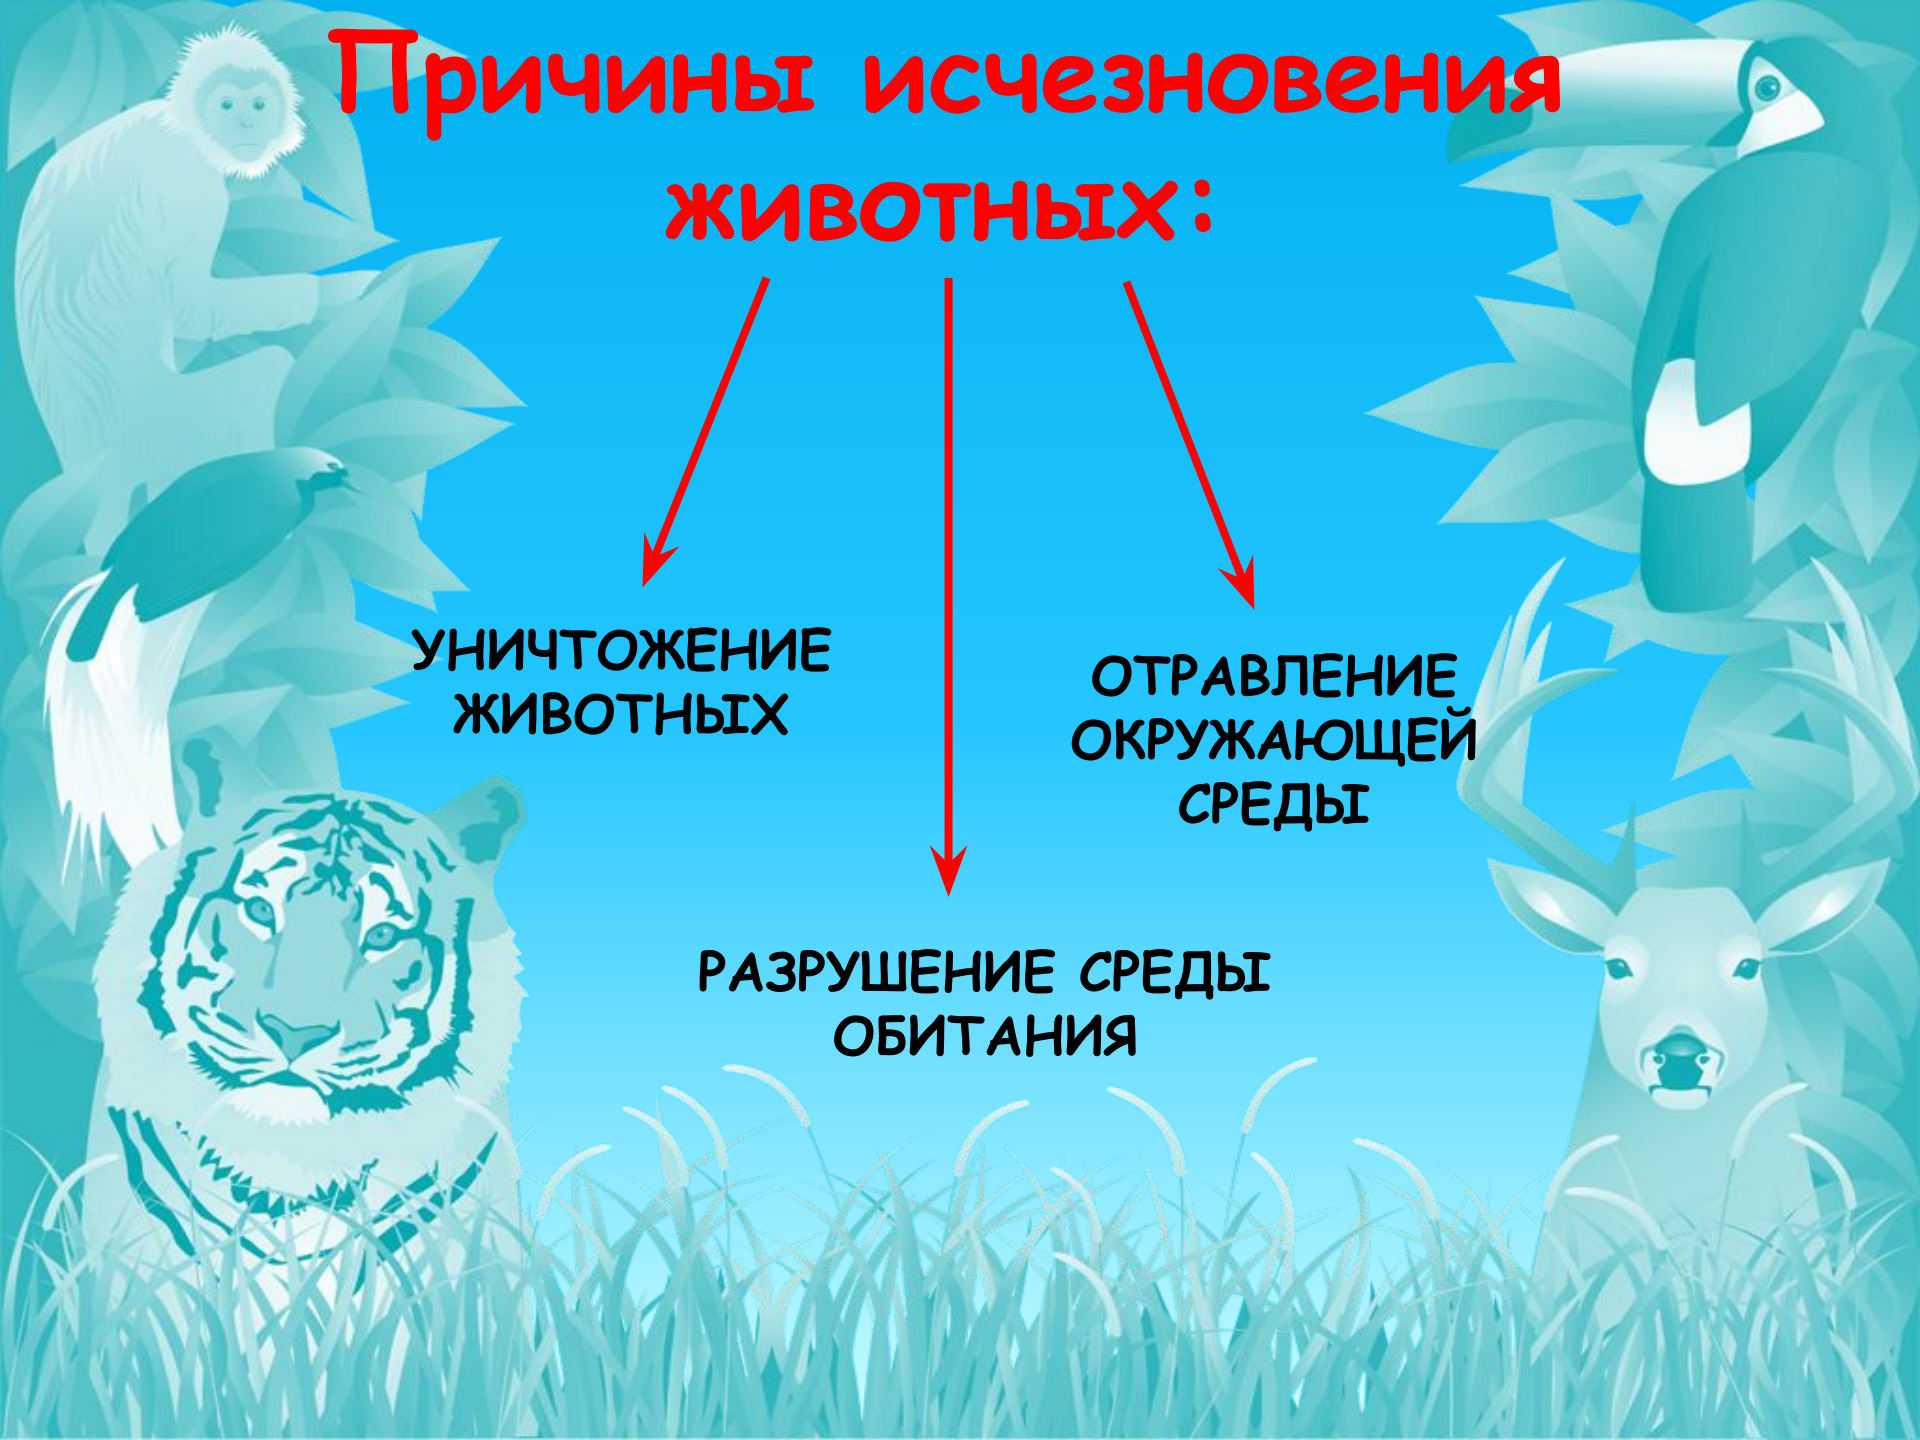 Причины исчезновения
животных:
УНИЧТОЖЕНИЕ
ЖИВОТНЫХ
ОТРАВЛЕНИЕ
ОКРУЖАЮЩЕЙ
СРЕДЫ
РАЗРУШЕНИЕ СРЕДЫ
ОБИТАНИЯ